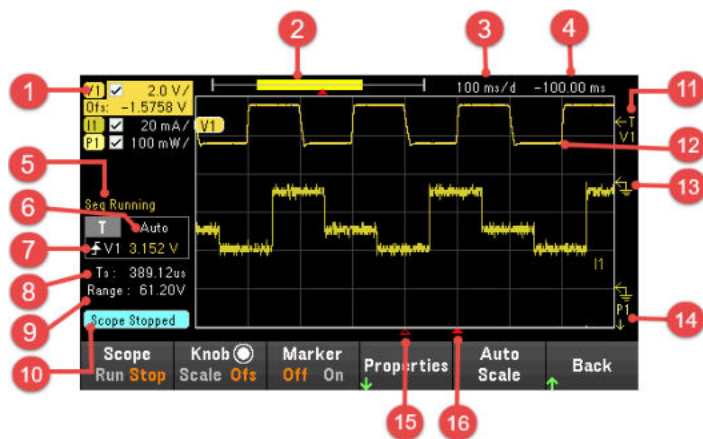 2
3
4
1
V1 2.0 V/
100 ms/d -100.00 ms
Ofs: -1.5758 V
11
I1 20 mA/
V1
T
V1
P1 100 mW/
12
5
13
Seq Running
6
T Auto
7
V1 3.152 V
I1
8
Ts: 389.12us
9
Range: 61.20V
P1
14
10
Scope Stopped
Scope
Run Stop
Knob
Scale Ofs
Marker
Off On
Properties
Auto
Scale
Back
15
16